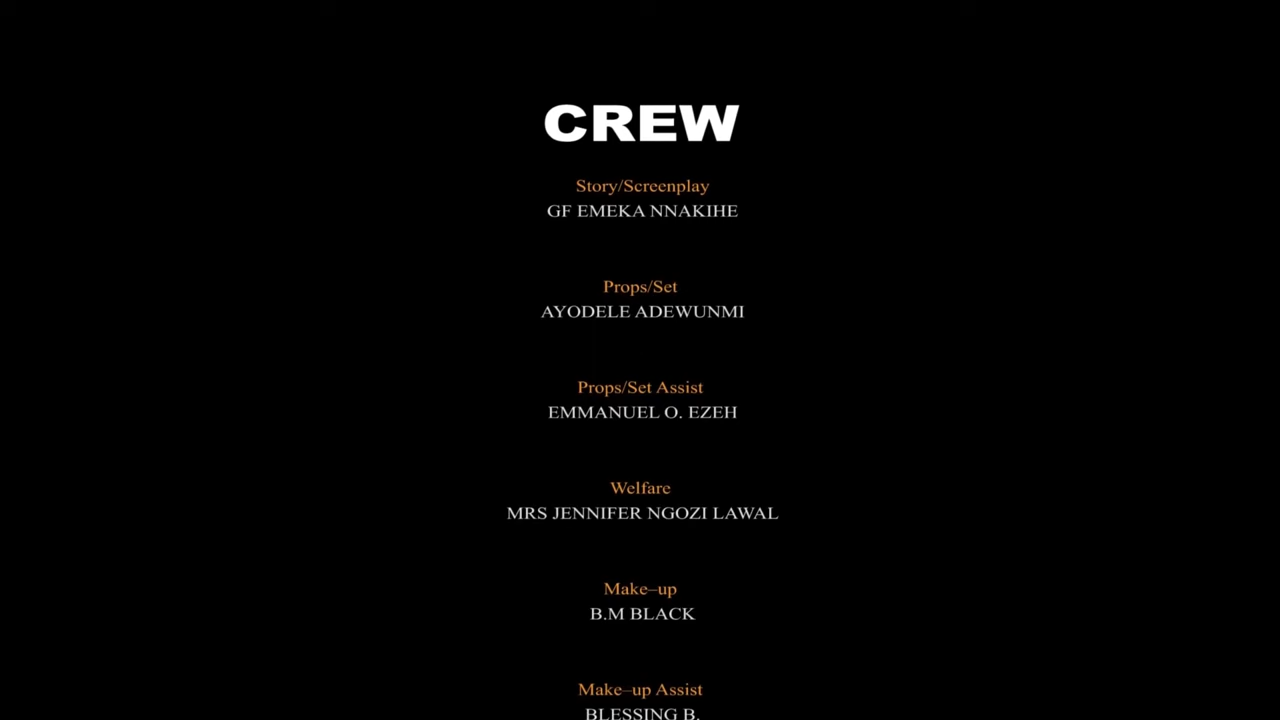 CREW
Story/Screenplay
GF EMEKA NNAKIHE
Props/Set
AYODELE ADEWUNMI
Props/Set Assist
EMMANUEL O. EZEH
Welfare
MRS JENNIFER NGOZI LAWAL
Make–up
B.M BLACK
Make–up Assist
BLESSING B.